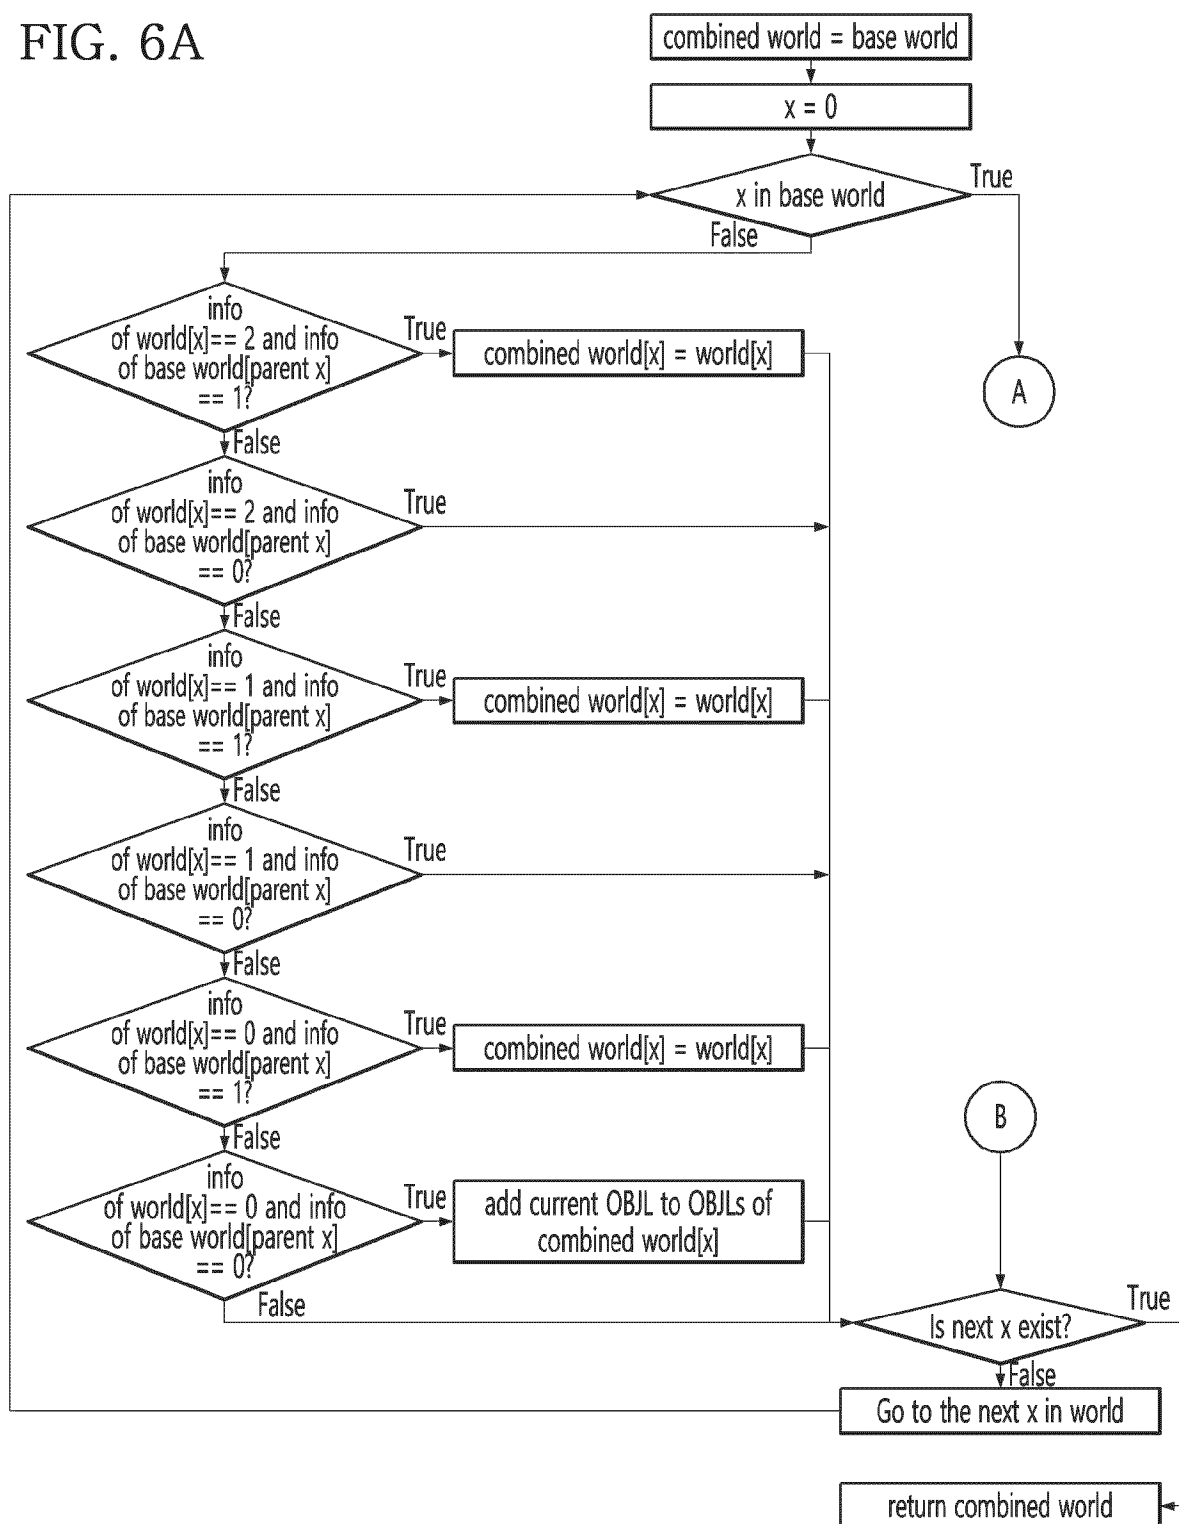 FIG. 6A
combined world = base world
x = 0
x in base world
True
False
info
of world[x]== 2 and info
of base world[parent x]
== 1?
True
combined world[x] = world[x]
A
False
info
of world[x]== 2 and info
of base world[parent x]
== 0?
True
False
info
of world[x]== 1 and info
of base world[parent x]
== 1?
True
combined world[x] = world[x]
False
info
of world[x]== 1 and info
of base world[parent x]
== 0?
True
False
info
of world[x]== 0 and info
of base world[parent x]
== 1?
True
combined world[x] = world[x]
B
False
info
of world[x]== 0 and info
of base world[parent x]
== 0?
True
add current OBJL to OBJLs of
combined world[x]
False
Is next x exist?
True
False
Go to the next x in world
return combined world